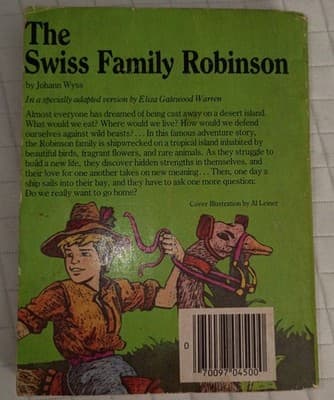 The
Swiss Family Robinson
by Johann Wyss
In a specially adapted version by Eliza Gatewood Warren
Almost everyone has dreamed of being cast away on a desert island.
What would we eat? Where would we live? How would we defend
ourselves against wild beasts?... In this famous adventure story,
the Robinson family is shipwrecked on a tropical island inhabited by
beautiful birds, fragrant flowers, and rare animals. As they struggle to
build a new life, they discover hidden strengths in themselves, and
their love for one another takes on new meaning... Then, one day a
ship sails into their bay, and they have to ask one more question:
Do we really want to go home?
Cover Illustration by Al Leiner
0
70097 04500